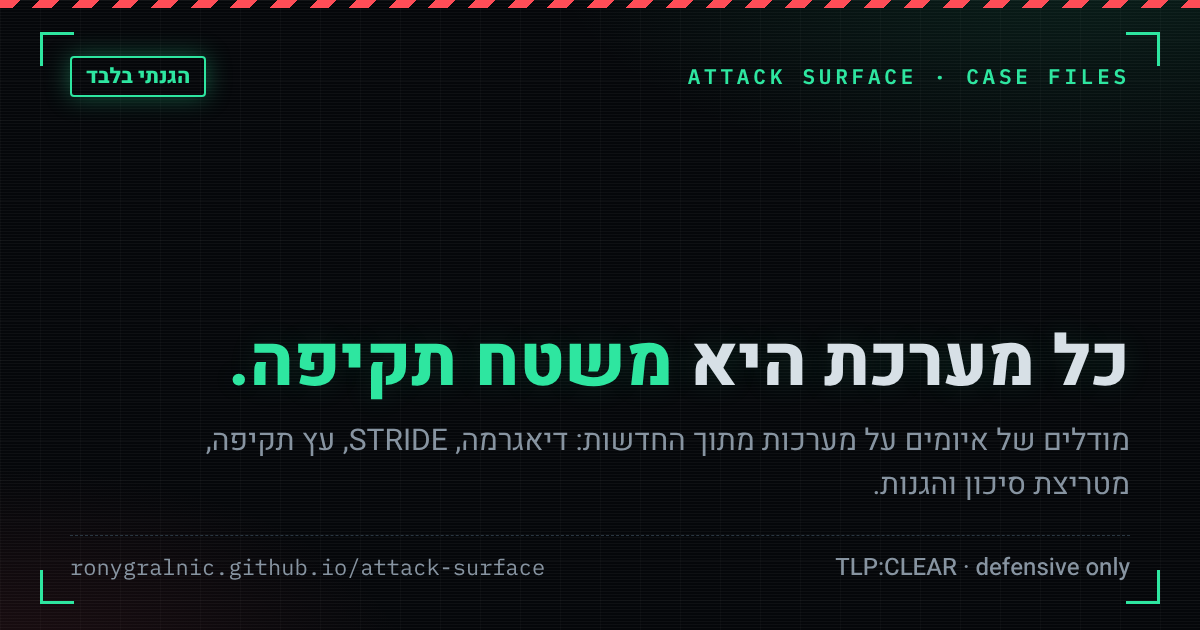 ATTACK SURFACE · CASE FILES
הגנתי בלבד
כל מערכת היא משטח תקיפה.
מודלים של איומים על מערכות מתוך החדשות: דיאגרמה, STRIDE, עץ תקיפה,
מטריצת סיכון והגנות.
TLP:CLEAR · defensive only
ronygralnic.github.io/attack-surface